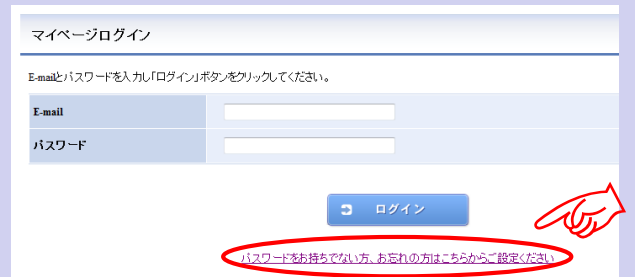 マイページログイン
E-mailとパスワードを入力し「ログイン」ボタンをクリックしてください。
E-mail
パスワード
ログイン
パスワードをお持ちでない方、お忘れの方はこちらからご設定ください